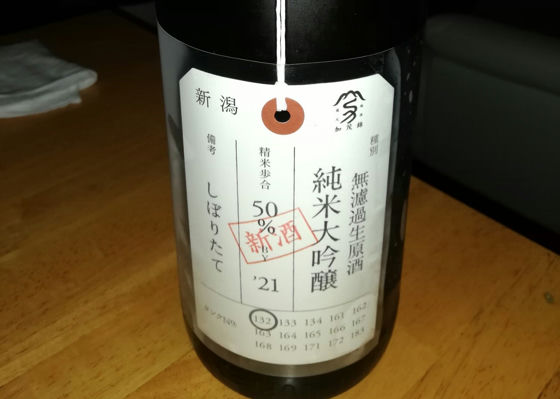 新潟
加茂錦
種別
無濾過生原酒
純米大吟醸
精米歩合
50%
BY
'21
新酒
備考
しぼりたて
タンクNo.
132 133 134 161 162
163 164 165 166 167
168 169 171 172 183